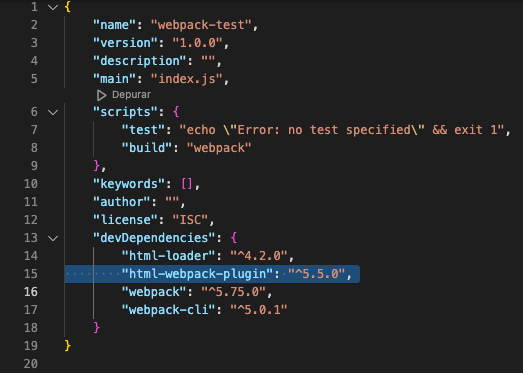 1 {
2 "name": "webpack-test",
3 "version": "1.0.0",
4 "description": "",
5 "main": "index.js",
Depurar
6 "scripts": {
7 "test": "echo \"Error: no test specified\" && exit 1",
8 "build": "webpack"
9 },
10 "keywords": [],
11 "author": "",
12 "license": "ISC",
13 "devDependencies": {
14 "html-loader": "^4.2.0",
15 "html-webpack-plugin": "^5.5.0",
16 "webpack": "^5.75.0",
17 "webpack-cli": "^5.0.1"
18 }
19 }
20